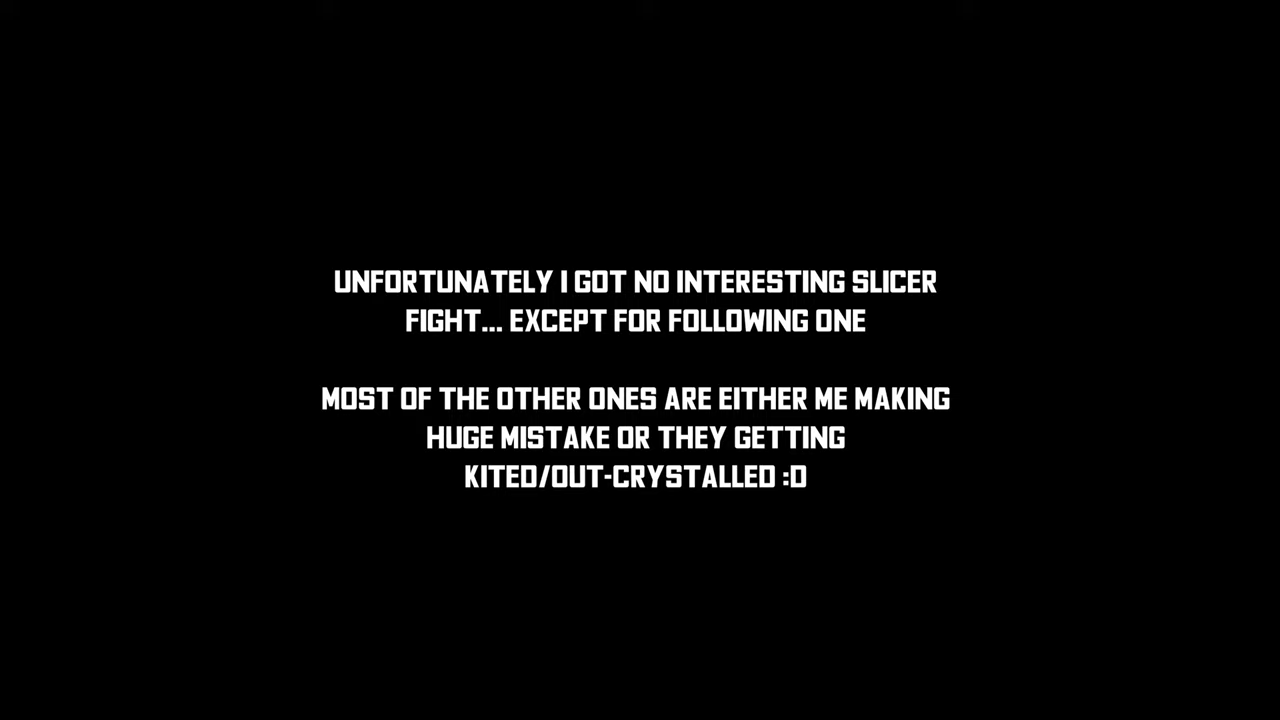 UNFORTUNATELY I GOT NO INTERESTING SLICER
FIGHT... EXCEPT FOR FOLLOWING ONE
MOST OF THE OTHER ONES ARE EITHER ME MAKING
HUGE MISTAKE OR THEY GETTING
KITED/OUT-CRYSTALLED :D